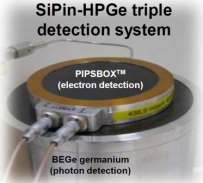 SiPin-HPGe triple
detection system
PIPSBOX™
(electron detection)
BEGe germanium
(photon detection)